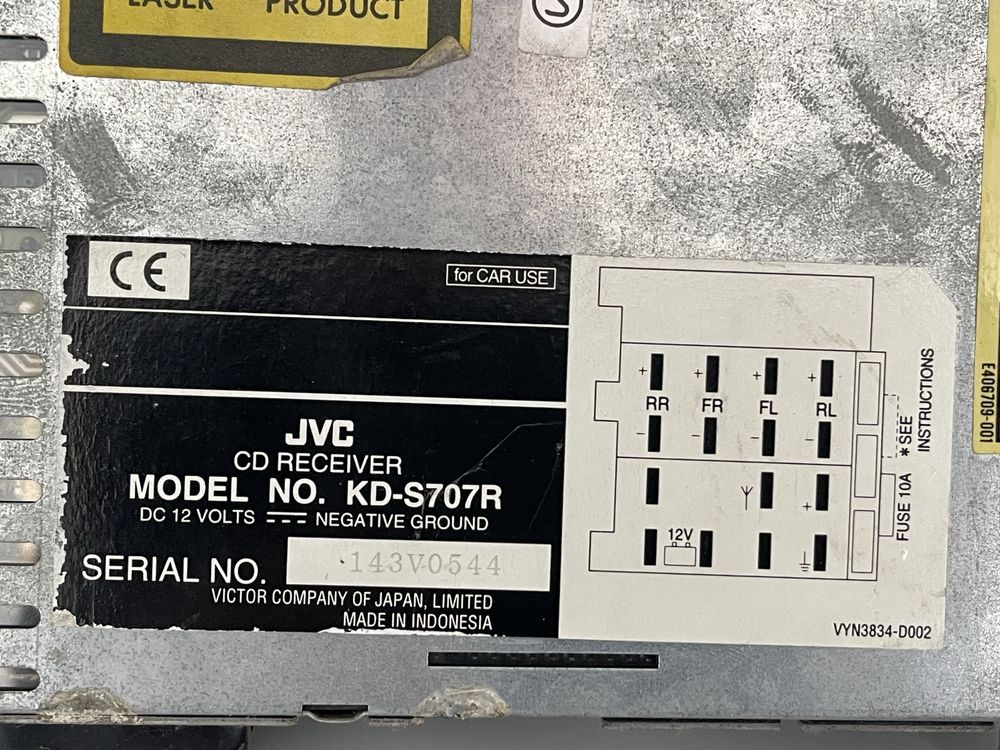 LASER PRODUCT
S
CE
for CAR USE
JVC
CD RECEIVER
MODEL NO. KD-S707R
DC 12 VOLTS NEGATIVE GROUND
SERIAL NO. 143V0544
VICTOR COMPANY OF JAPAN, LIMITED
MADE IN INDONESIA
+ + + +
RR FR FL RL
- - - -
+
12V
FUSE 10A
*SEE
INSTRUCTIONS
VYN3834-D002
E406709-001